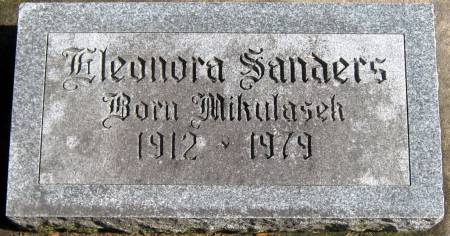 Eleonora Sanders
Born Mikulasek
1912 · 1979